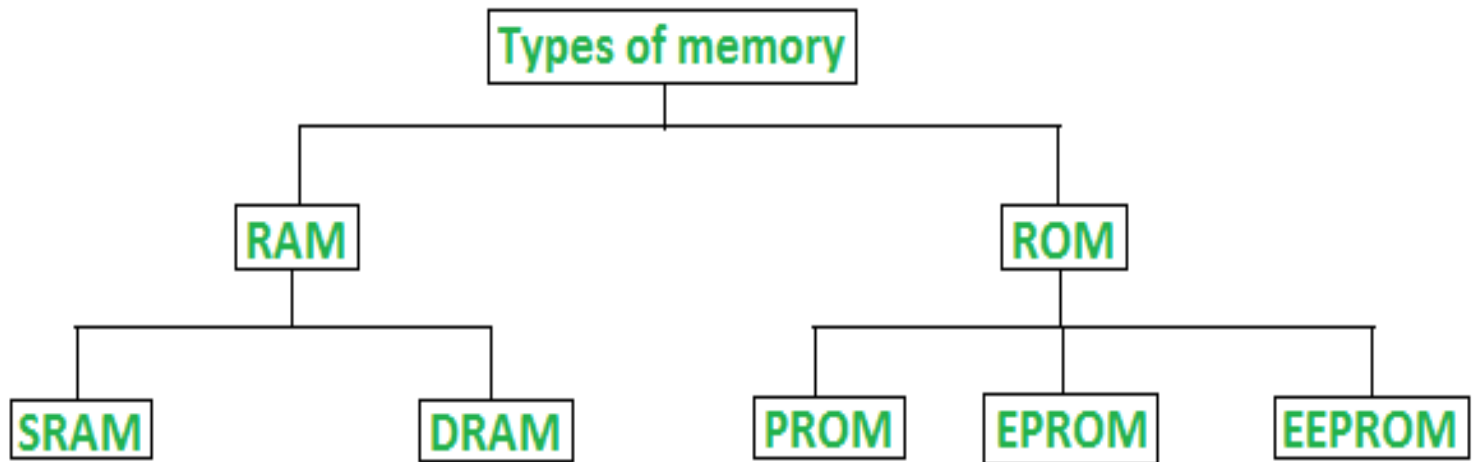 Types of memory
RAM
ROM
SRAM
DRAM
PROM
EPROM
EEPROM